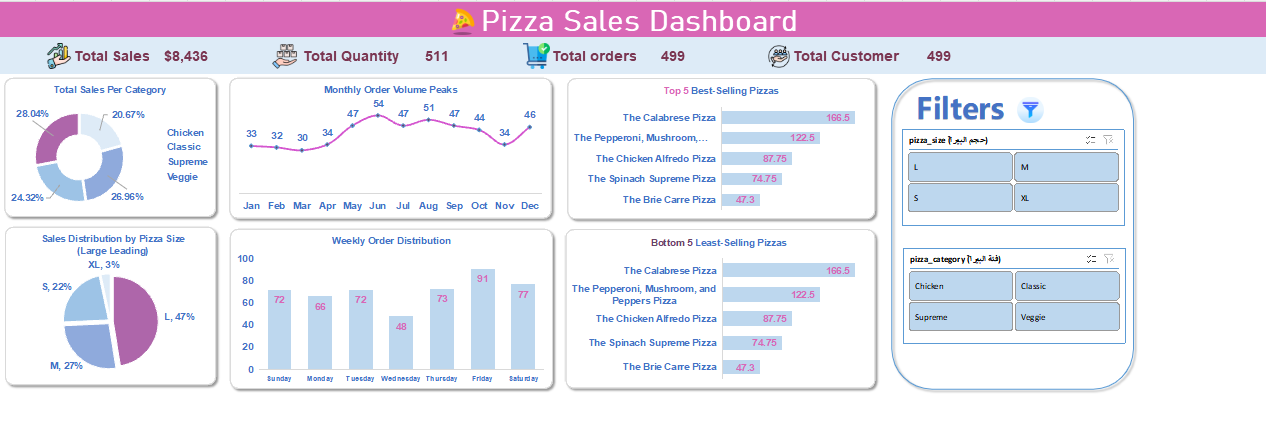 Pizza Sales Dashboard
Total Sales $8,436
Total Quantity 511
Total orders 499
Total Customer 499
Total Sales Per Category
28.04%
20.67%
24.32%
26.96%
Chicken
Classic
Supreme
Veggie
Monthly Order Volume Peaks
33 32 30 34 47 54 47 51 47 44 34 46
Jan Feb Mar Apr May Jun Jul Aug Sep Oct Nov Dec
Top 5 Best-Selling Pizzas
The Calabrese Pizza 166.5
The Pepperoni, Mushroom,... 122.5
The Chicken Alfredo Pizza 87.75
The Spinach Supreme Pizza 74.75
The Brie Carre Pizza 47.3
Sales Distribution by Pizza Size
(Large Leading)
XL, 3%
S, 22%
L, 47%
M, 27%
Weekly Order Distribution
100
80
60
40
20
0
72 66 72 48 73 91 77
Sunday Monday Tuesday Wednesday Thursday Friday Saturday
Bottom 5 Least-Selling Pizzas
The Calabrese Pizza 166.5
The Pepperoni, Mushroom, and
Peppers Pizza 122.5
The Chicken Alfredo Pizza 87.75
The Spinach Supreme Pizza 74.75
The Brie Carre Pizza 47.3
Filters
pizza_size (حجم البيزا)
L M
S XL
pizza_category (فئة البيزا)
Chicken Classic
Supreme Veggie